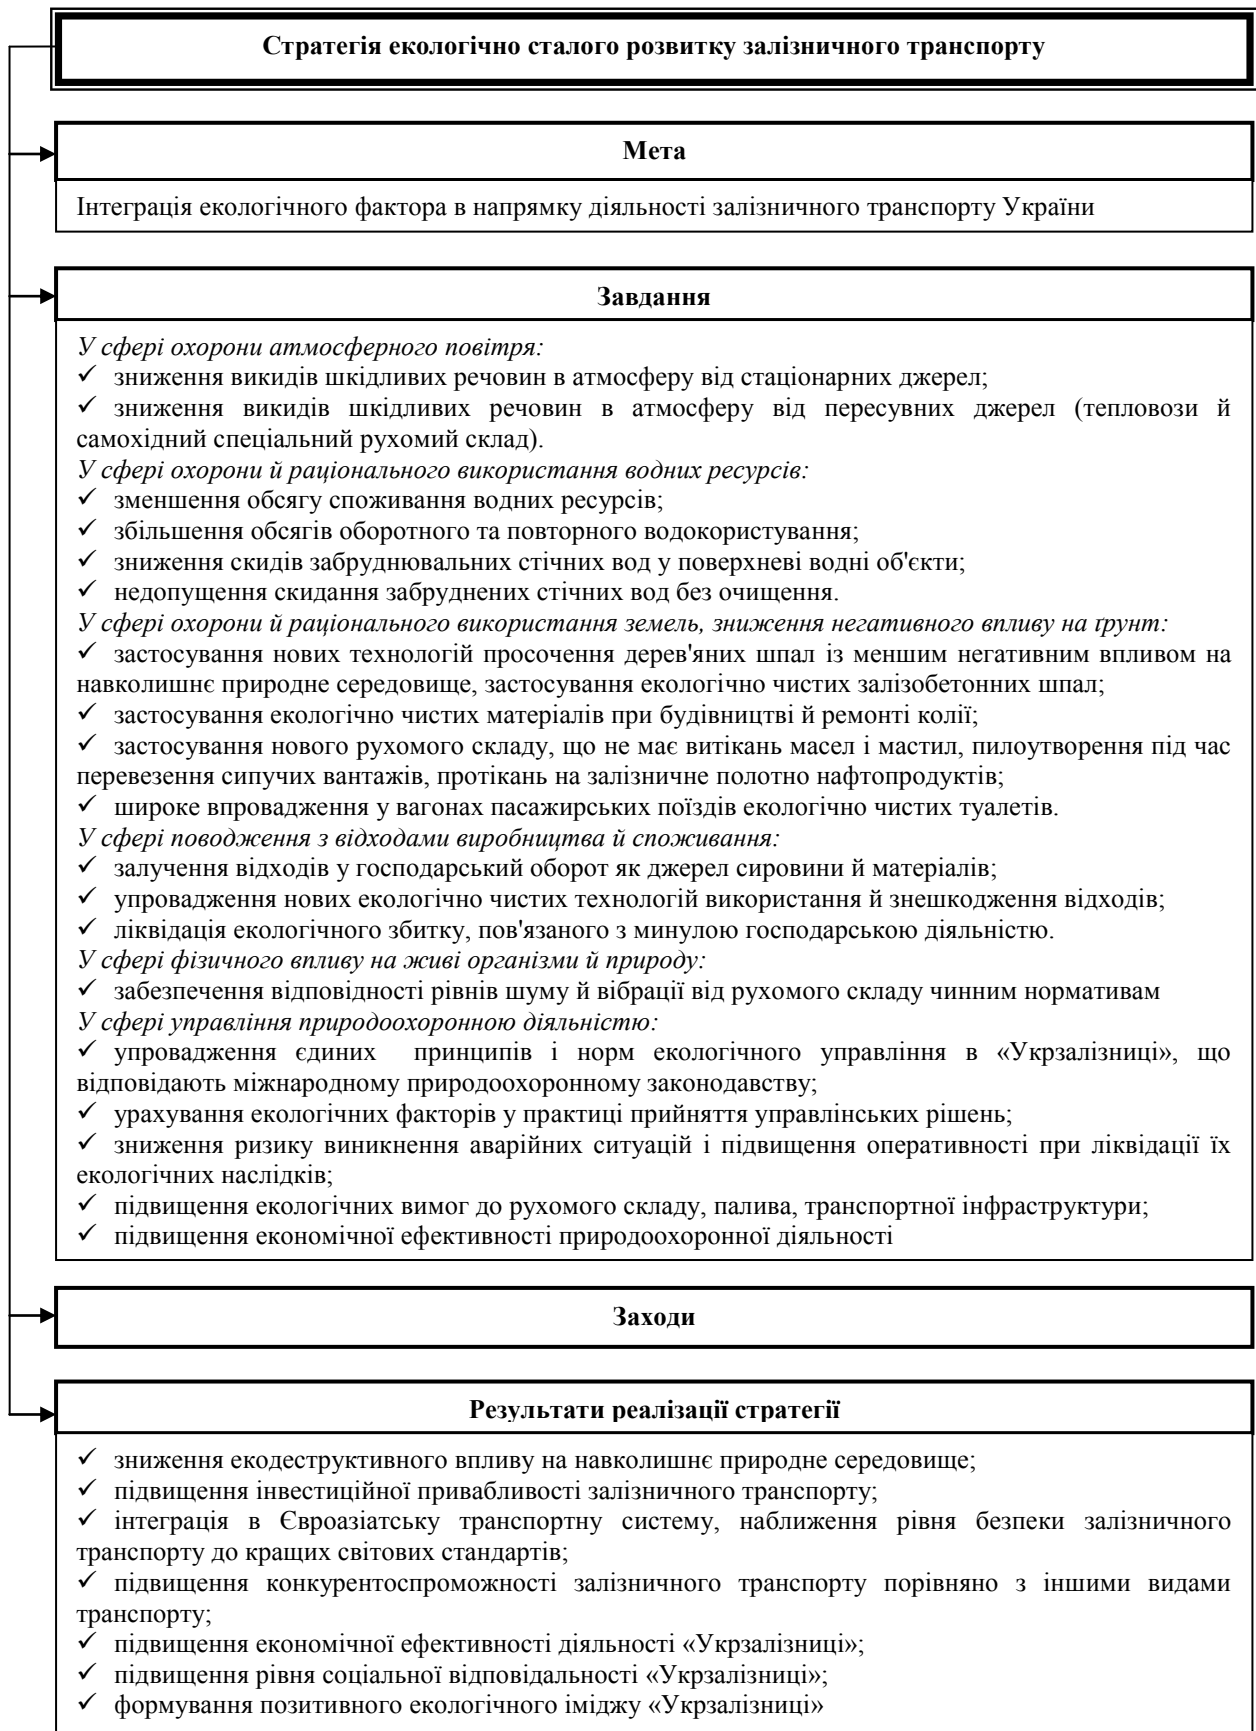 Стратегія екологічно сталого розвитку залізничного транспорту
Мета
Інтеграція екологічного фактора в напрямку діяльності залізничного транспорту України
Завдання
У сфері охорони атмосферного повітря:
✓ зниження викидів шкідливих речовин в атмосферу від стаціонарних джерел;
✓ зниження викидів шкідливих речовин в атмосферу від пересувних джерел (тепловози й
самохідний спеціальний рухомий склад).
У сфері охорони й раціонального використання водних ресурсів:
✓ зменшення обсягу споживання водних ресурсів;
✓ збільшення обсягів оборотного та повторного водокористування;
✓ зниження скидів забруднювальних стічних вод у поверхневі водні об'єкти;
✓ недопущення скидання забруднених стічних вод без очищення.
У сфері охорони й раціонального використання земель, зниження негативного впливу на ґрунт:
✓ застосування нових технологій просочення дерев'яних шпал із меншим негативним впливом на
навколишнє природне середовище, застосування екологічно чистих залізобетонних шпал;
✓ застосування екологічно чистих матеріалів при будівництві й ремонті колії;
✓ застосування нового рухомого складу, що не має витікань масел і мастил, пилоутворення під час
перевезення сипучих вантажів, протікань на залізничне полотно нафтопродуктів;
✓ широке впровадження у вагонах пасажирських поїздів екологічно чистих туалетів.
У сфері поводження з відходами виробництва й споживання:
✓ залучення відходів у господарський оборот як джерел сировини й матеріалів;
✓ упровадження нових екологічно чистих технологій використання й знешкодження відходів;
✓ ліквідація екологічного збитку, пов'язаного з минулою господарською діяльністю.
У сфері фізичного впливу на живі організми й природу:
✓ забезпечення відповідності рівнів шуму й вібрації від рухомого складу чинним нормативам
У сфері управління природоохоронною діяльністю:
✓ упровадження єдиних принципів і норм екологічного управління в «Укрзалізниці», що
відповідають міжнародному природоохоронному законодавству;
✓ урахування екологічних факторів у практиці прийняття управлінських рішень;
✓ зниження ризику виникнення аварійних ситуацій і підвищення оперативності при ліквідації їх
екологічних наслідків;
✓ підвищення екологічних вимог до рухомого складу, палива, транспортної інфраструктури;
✓ підвищення економічної ефективності природоохоронної діяльності
Заходи
Результати реалізації стратегії
✓ зниження екодеструктивного впливу на навколишнє природне середовище;
✓ підвищення інвестиційної привабливості залізничного транспорту;
✓ інтеграція в Євроазіатську транспортну систему, наближення рівня безпеки залізничного
транспорту до кращих світових стандартів;
✓ підвищення конкурентоспроможності залізничного транспорту порівняно з іншими видами
транспорту;
✓ підвищення економічної ефективності діяльності «Укрзалізниці»;
✓ підвищення рівня соціальної відповідальності «Укрзалізниці»;
✓ формування позитивного екологічного іміджу «Укрзалізниці»